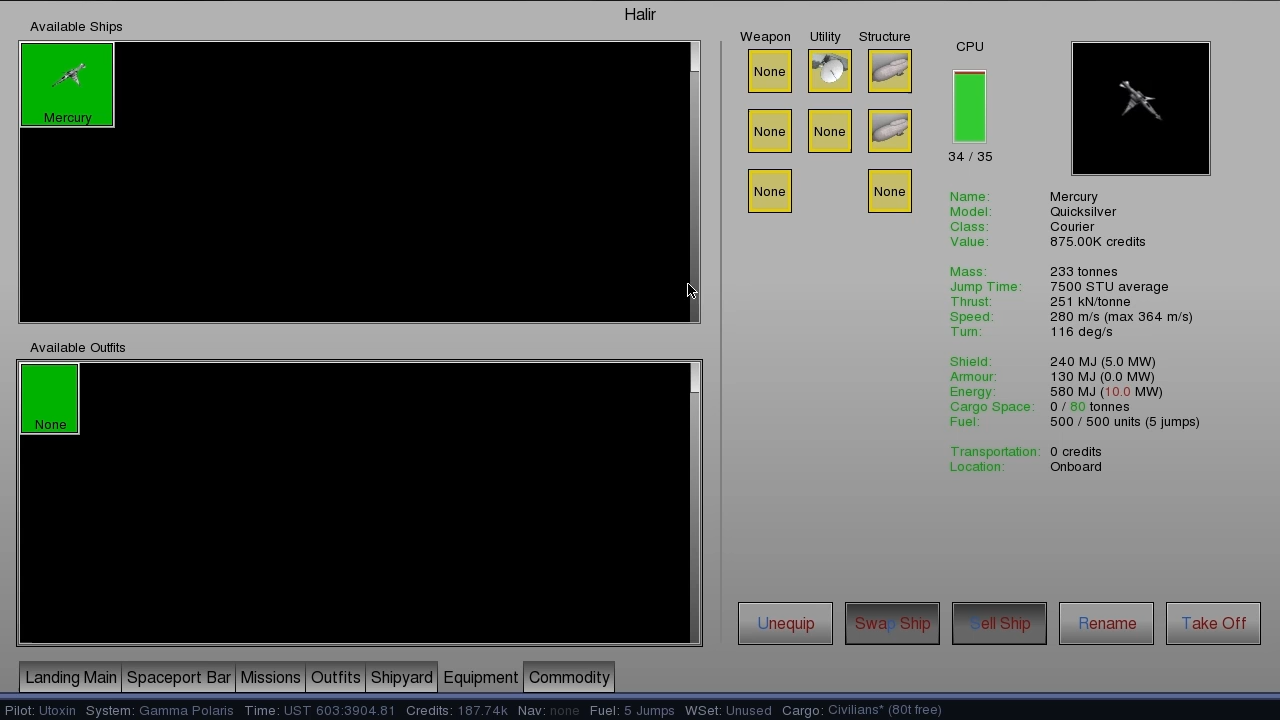 Halir
Available Ships
Mercury
Available Outfits
None
Weapon Utility Structure
None
None None
None None
CPU
34 / 35
Name: Mercury
Model: Quicksilver
Class: Courier
Value: 875.00K credits
Mass: 233 tonnes
Jump Time: 7500 STU average
Thrust: 251 kN/tonne
Speed: 280 m/s (max 364 m/s)
Turn: 116 deg/s
Shield: 240 MJ (5.0 MW)
Armour: 130 MJ (0.0 MW)
Energy: 580 MJ (10.0 MW)
Cargo Space: 0 / 80 tonnes
Fuel: 500 / 500 units (5 jumps)
Transportation: 0 credits
Location: Onboard
Unequip Swap Ship Sell Ship Rename Take Off
Landing Main Spaceport Bar Missions Outfits Shipyard Equipment Commodity
Pilot: Utoxin System: Gamma Polaris Time: UST 603:3904.81 Credits: 187.74k Nav: none Fuel: 5 Jumps WSet: Unused Cargo: Civilians* (80t free)